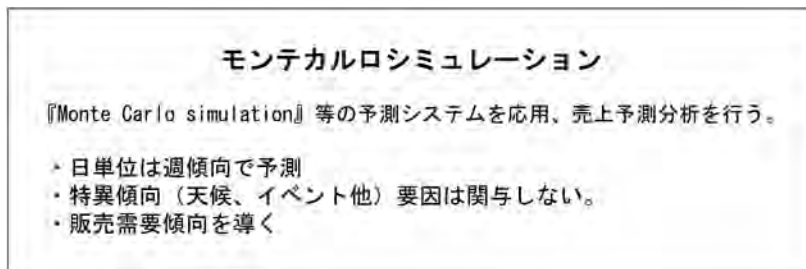 モンテカルロシミュレーション
『Monte Carlo simulation』等の予測システムを応用、売上予測分析を行う。
・日単位は週傾向で予測
・特異傾向（天候、イベント他）要因は関与しない。
・販売需要傾向を導く